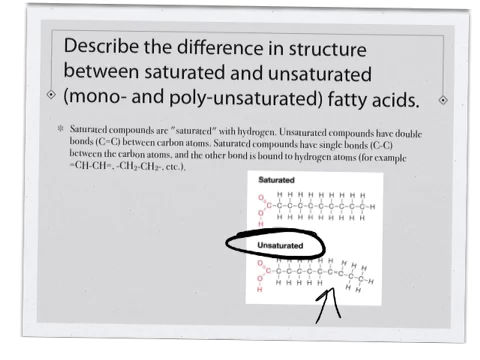 Describe the difference in structure
between saturated and unsaturated
(mono- and poly-unsaturated) fatty acids.
Saturated compounds are "saturated" with hydrogen. Unsaturated compounds have double
bonds (C=C) between carbon atoms. Saturated compounds have single bonds (C-C)
between the carbon atoms, and the other bond is bound to hydrogen atoms (for example
=CH-CH=, -CH₂-CH₂-, etc.).
Saturated
H H H H H H H H H
O C-C-C-C-C-C-C-C-C-C-H
O H H H H H H H H H
H
Unsaturated
H H H H H H H H H
O C-C-C-C-C-C-C=C-C-C-C-H
O H H H H H H H
H